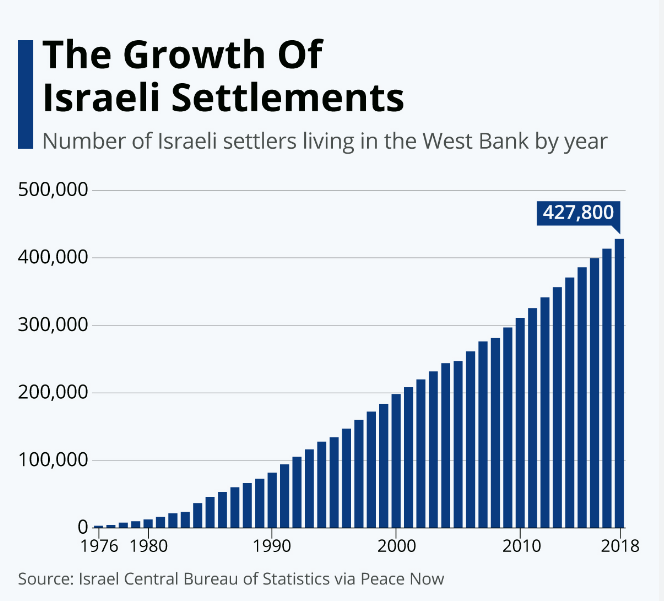 The Growth Of
Israeli Settlements
Number of Israeli settlers living in the West Bank by year
500,000
427,800
400,000
300,000
200,000
100,000
0
1976 1980 1990 2000 2010 2018
Source: Israel Central Bureau of Statistics via Peace Now